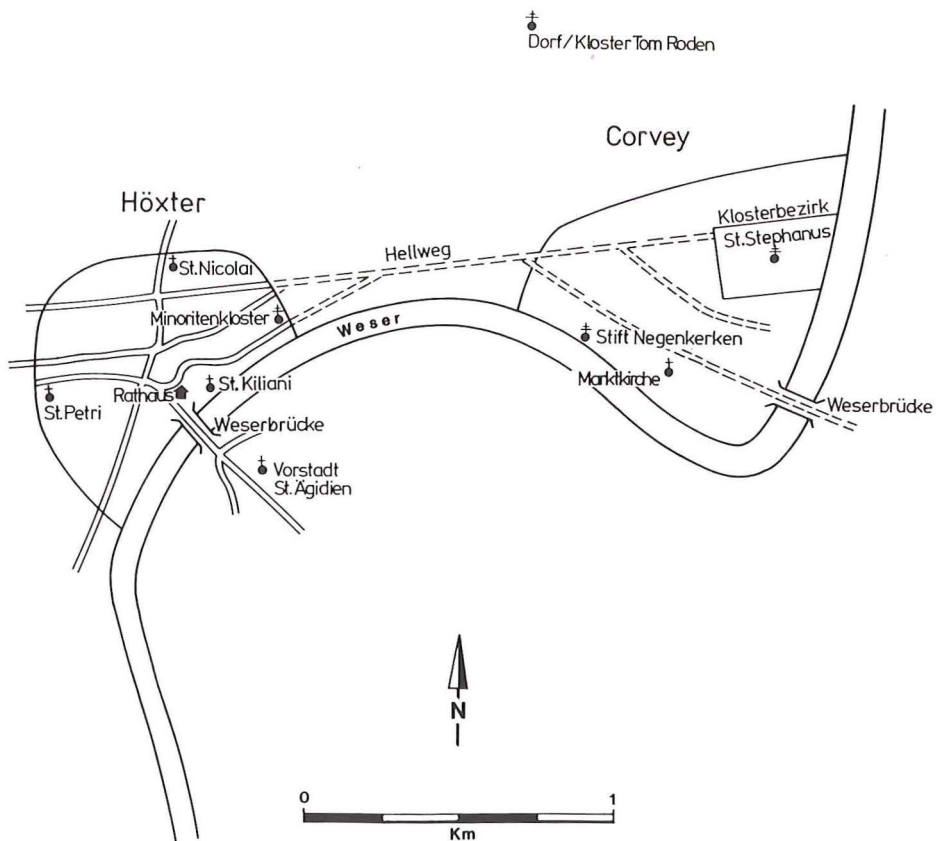 Dorf/Kloster Tom Roden
Corvey
Höxter
Klosterbezirk
St.Stephanus
Hellweg
St.Nicolai
Minoritenkloster
Weser
Stift Negenkerken
Marktkirche
St.Kiliani
Rathaus
St.Petri
Weserbrücke
Weserbrücke
Vorstadt
St.Ägidien
N
0 1
Km